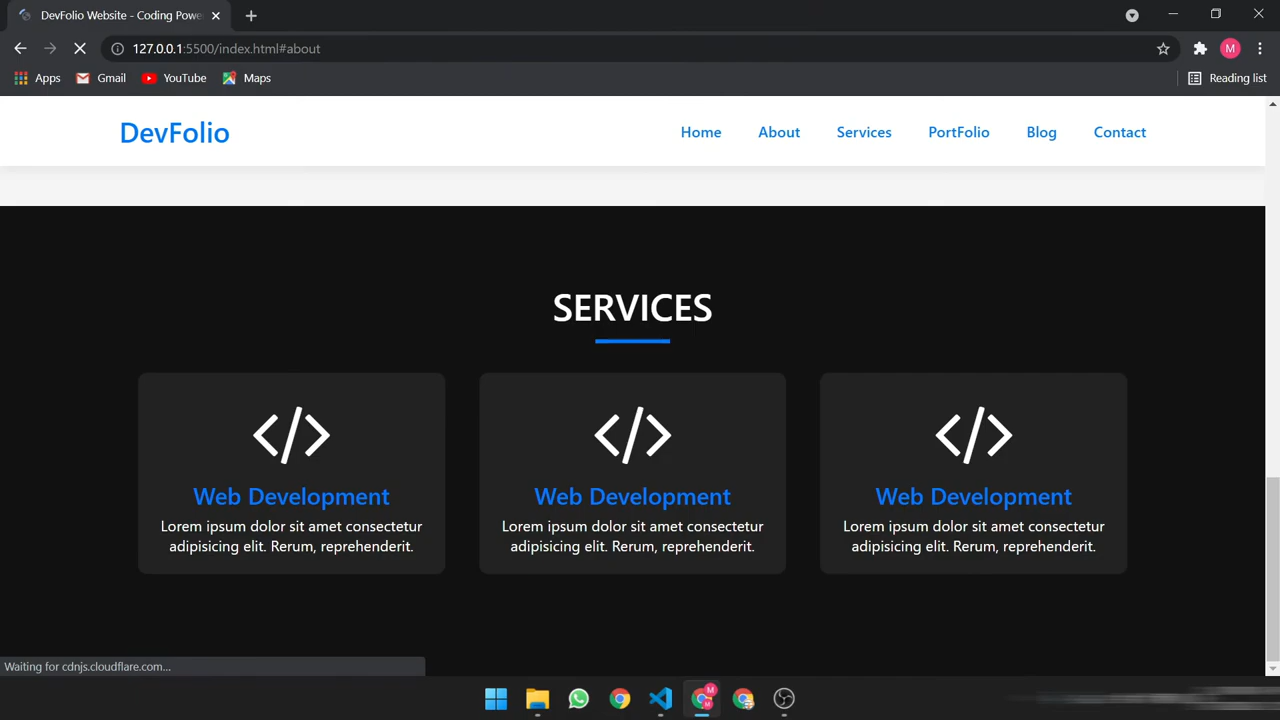 DevFolio Website - Coding Powe
127.0.0.1:5500/index.html#about
M
Apps
Gmail
YouTube
Maps
Reading list
DevFolio
Home
About
Services
PortFolio
Blog
Contact
SERVICES
</>
</>
</>
Web Development
Web Development
Web Development
Lorem ipsum dolor sit amet consectetur
adipisicing elit. Rerum, reprehenderit.
Lorem ipsum dolor sit amet consectetur
adipisicing elit. Rerum, reprehenderit.
Lorem ipsum dolor sit amet consectetur
adipisicing elit. Rerum, reprehenderit.
Waiting for cdnjs.cloudflare.com...
M